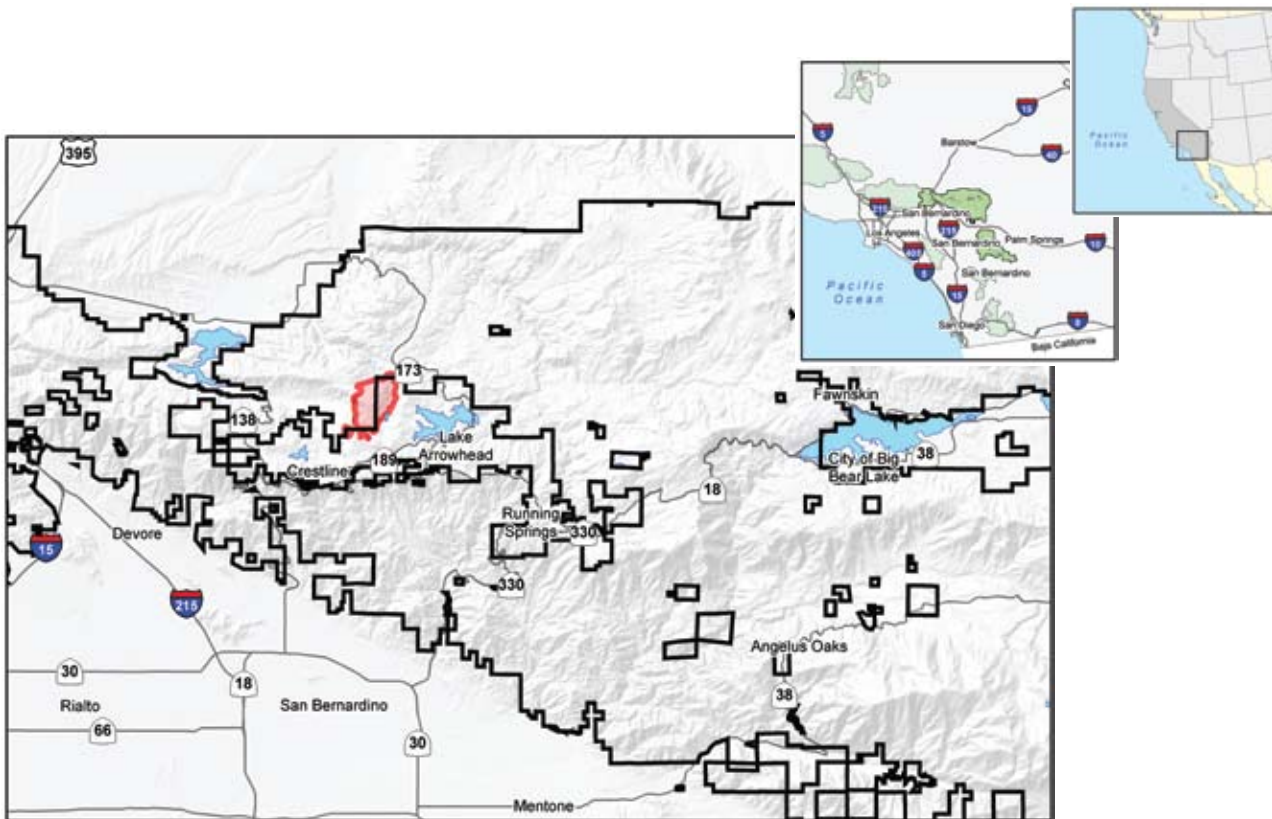 Pacific
Ocean
15
5
Barstow
40
215
San Bernardino
Los Angeles
215
Palm Springs
San Bernardino
10
405
5
San Bernardino
Pacific
Ocean
15
San Diego
8
Baja California
395
173
Fawnskin
138
Lake
Arrowhead
189
Crestline
38
City of Big
Bear Lake
18
Running
Springs
330
Devore
15
330
215
Angelus Oaks
30
18
38
Rialto
San Bernardino
66
30
Mentone